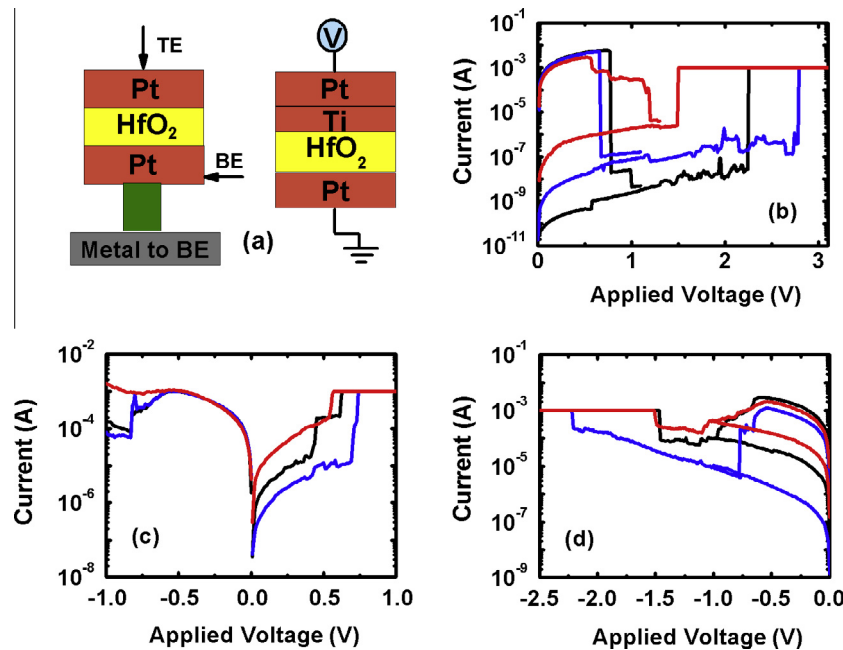 TE
Pt
HfO2
Pt
BE
Metal to BE
(a)
V
Pt
Ti
HfO2
Pt
Current (A)
10-1
10-3
10-5
10-7
10-9
10-11
0
1
2
3
Applied Voltage (V)
(b)
Current (A)
10-2
10-4
10-6
10-8
-1.0
-0.5
0.0
0.5
1.0
Applied Voltage (V)
(c)
Current (A)
10-1
10-3
10-5
10-7
10-9
-2.5
-2.0
-1.5
-1.0
-0.5
0.0
Applied Voltage (V)
(d)